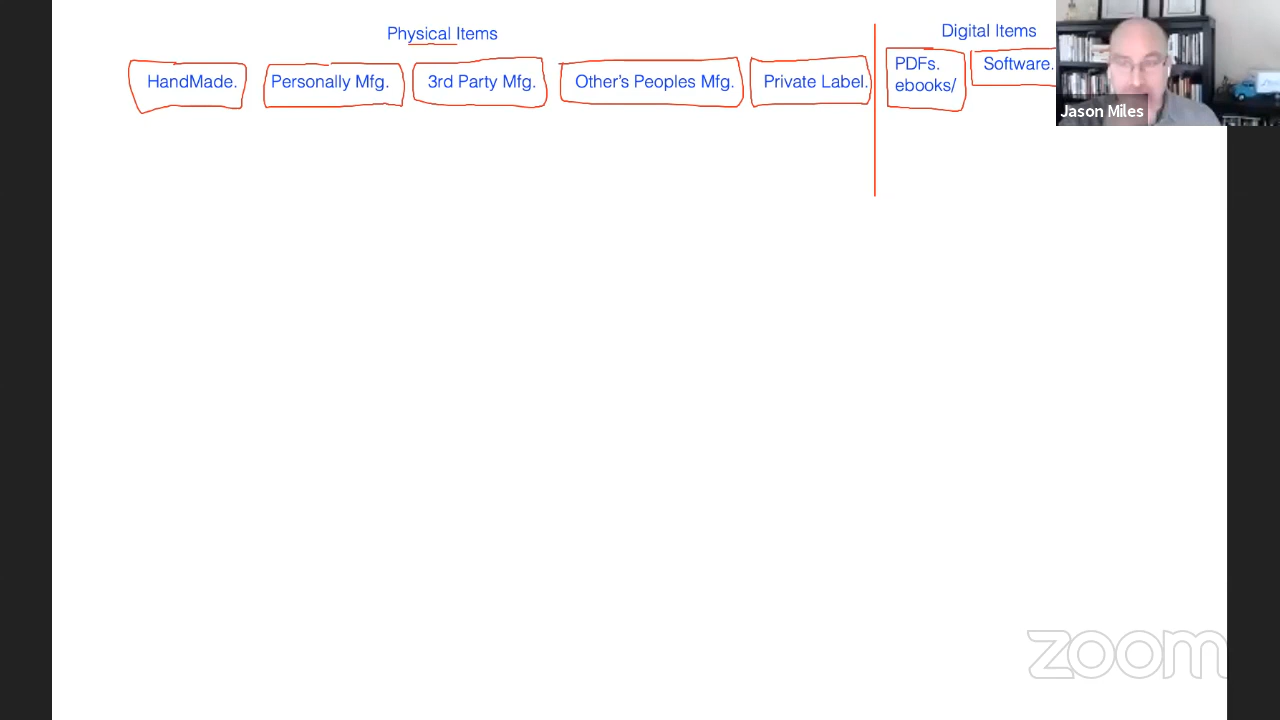 Physical Items
Digital Items
HandMade.
Personally Mfg.
3rd Party Mfg.
Other's Peoples Mfg.
Private Label.
PDFs.
ebooks/
Software.
Jason Miles
zoom